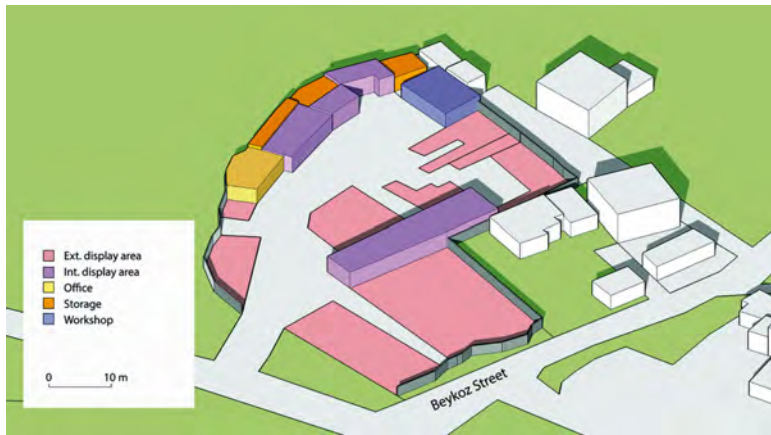 Ext. display area
Int. display area
Office
Storage
Workshop
0 10 m
Beykoz Street